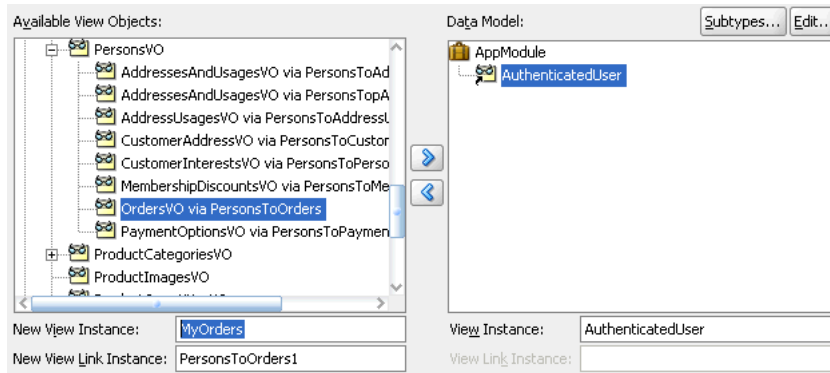 Available View Objects:
PersonsVO
AddressesAndUsagesVO via PersonsToAd
AddressesAndUsagesVO via PersonsTopA
AddressUsagesVO via PersonsToAddressU
CustomerAddressVO via PersonsToCustor
CustomerInterestsVO via PersonsToPerso
MembershipDiscountsVO via PersonsToMe
OrdersVO via PersonsToOrders
PaymentOptionsVO via PersonsToPaymen
ProductCategoriesVO
ProductImagesVO
New View Instance: MyOrders
New View Link Instance: PersonsToOrders1
Data Model:
Subtypes... Edit...
AppModule
AuthenticatedUser
View Instance: AuthenticatedUser
View Link Instance: